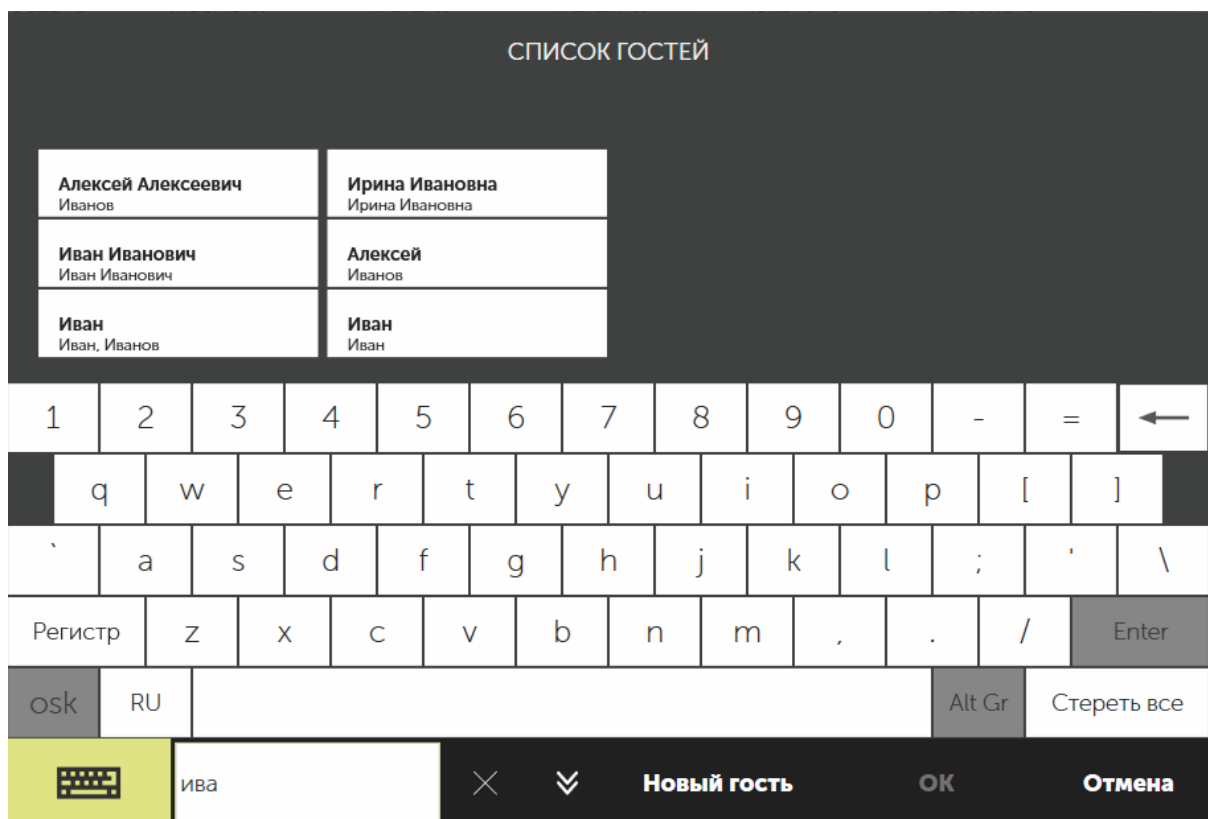 СПИСОК ГОСТЕЙ
Алексей Алексеевич
Иванов
Ирина Ивановна
Ирина Ивановна
Иван Иванович
Иван Иванович
Алексей
Иванов
Иван
Иван, Иванов
Иван
Иван
1 2 3 4 5 6 7 8 9 0 - =
q w e r t y u i o p [ ]
` a s d f g h j k l ; ' \
Регистр z x c v b n m , . / Enter
osk RU Alt Gr Стереть все
ива Новый гость ОК Отмена